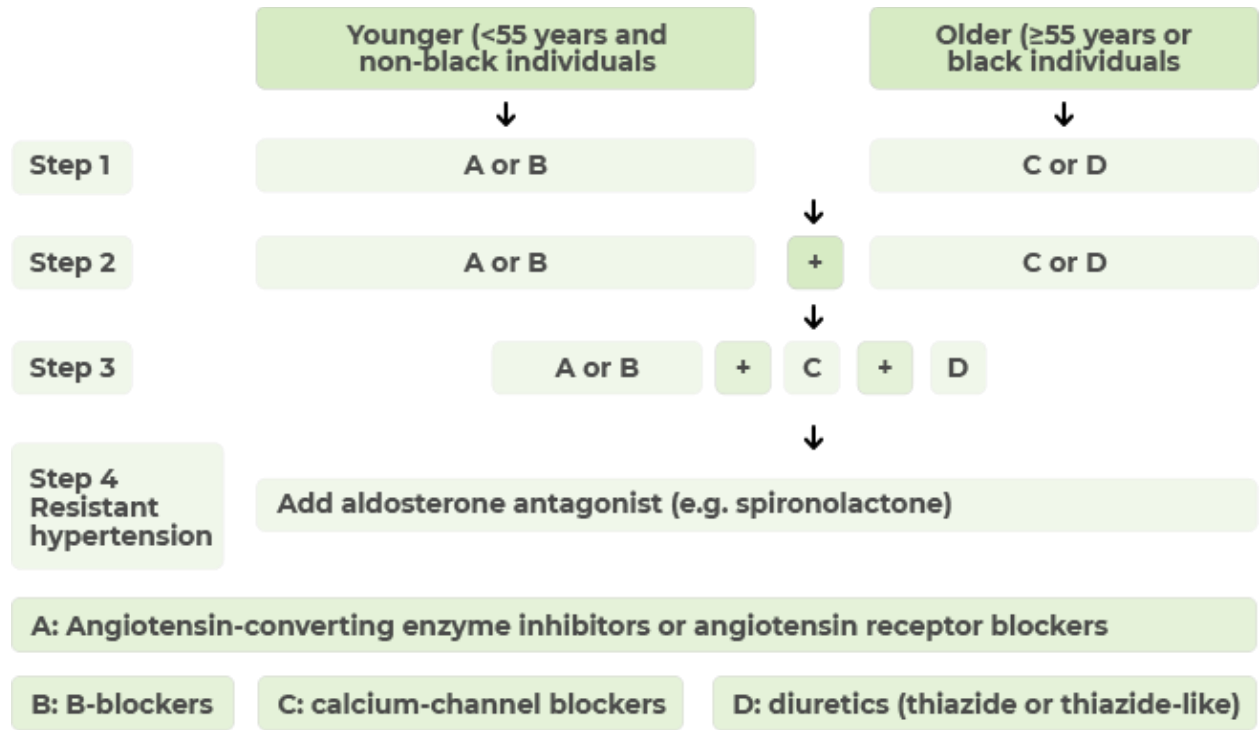 Younger (<55 years and
non-black individuals
Older (≥55 years or
black individuals
Step 1
A or B
C or D
Step 2
A or B
+
C or D
Step 3
A or B
+
C
+
D
Step 4
Resistant
hypertension
Add aldosterone antagonist (e.g. spironolactone)
A: Angiotensin-converting enzyme inhibitors or angiotensin receptor blockers
B: B-blockers
C: calcium-channel blockers
D: diuretics (thiazide or thiazide-like)